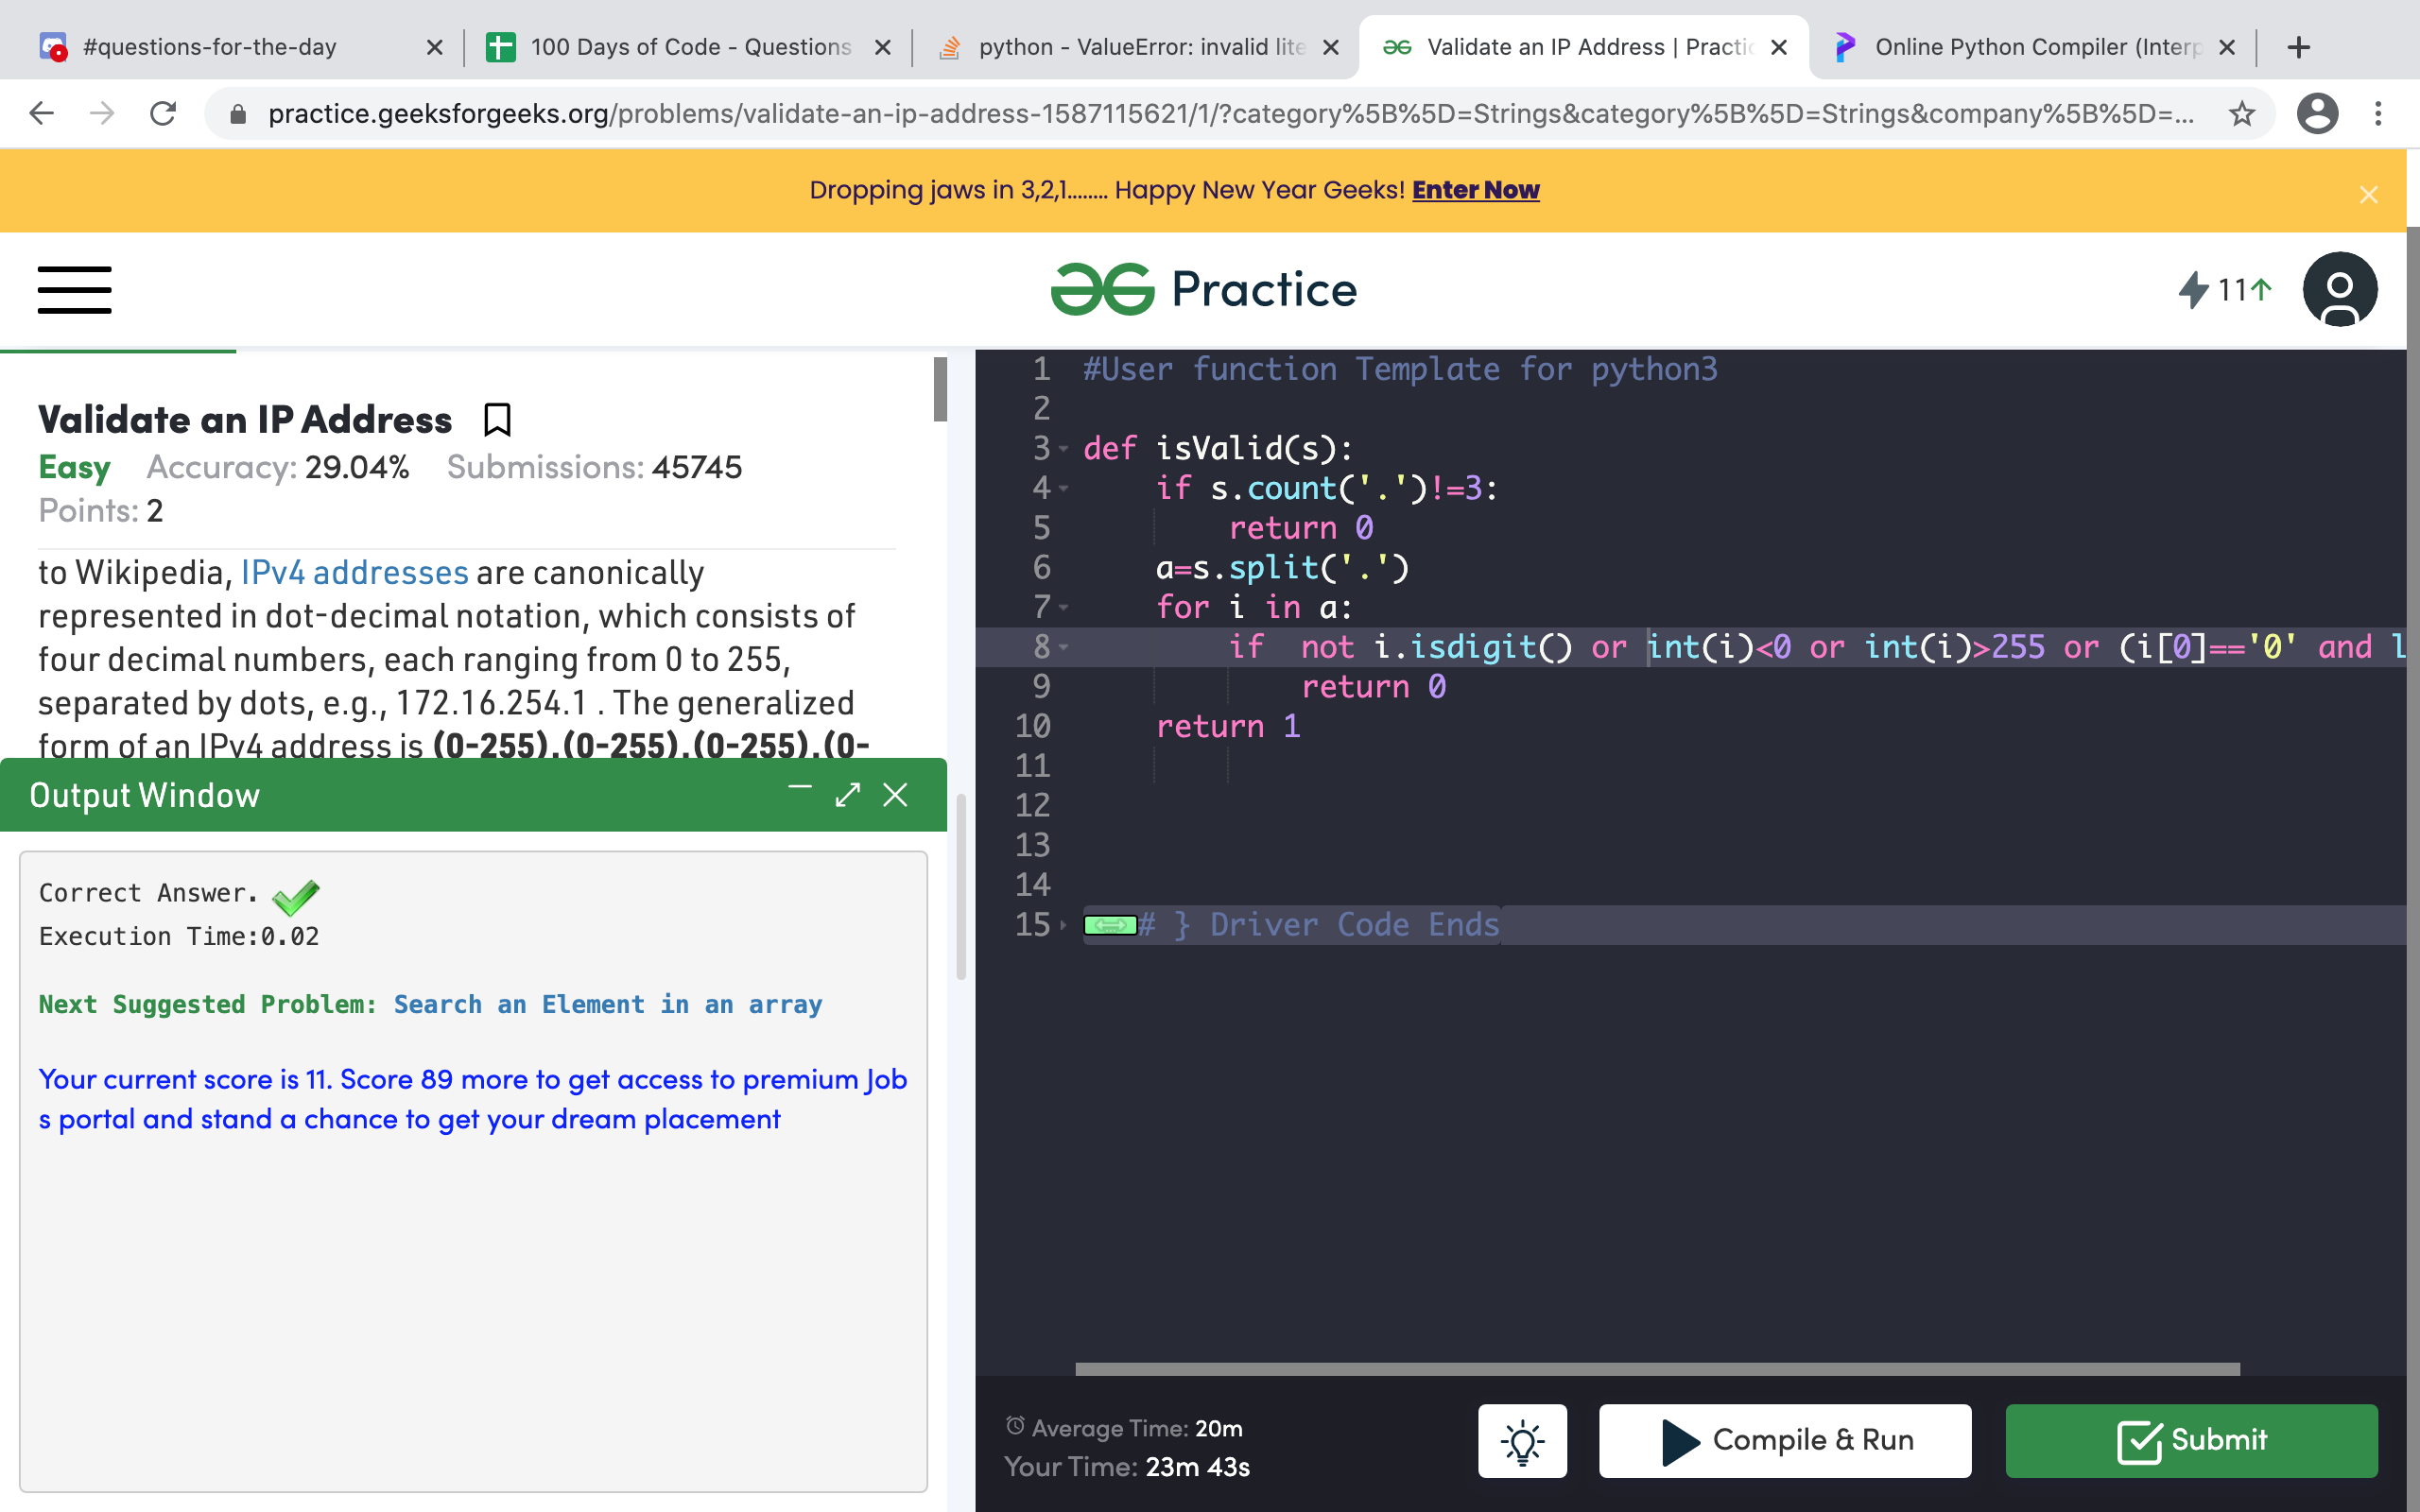 #questions-for-the-day
100 Days of Code - Questions
python - ValueError: invalid lite
Validate an IP Address | Practic
Online Python Compiler (Interp
practice.geeksforgeeks.org/problems/validate-an-ip-address-1587115621/1/?category%5B%5D=Strings&category%5B%5D=Strings&company%5B%5D=...
Dropping jaws in 3,2,1........ Happy New Year Geeks! Enter Now
Practice
11↑
Validate an IP Address
Easy Accuracy: 29.04% Submissions: 45745
Points: 2
to Wikipedia, IPv4 addresses are canonically
represented in dot-decimal notation, which consists of
four decimal numbers, each ranging from 0 to 255,
separated by dots, e.g., 172.16.254.1 . The generalized
form of an IPv4 address is (0-255).(0-255).(0-255).(0-
Output Window
Correct Answer.
Execution Time:0.02
Next Suggested Problem: Search an Element in an array
Your current score is 11. Score 89 more to get access to premium Job
s portal and stand a chance to get your dream placement
1 #User function Template for python3
2
3 def isValid(s):
4     if s.count('.')!=3:
5         return 0
6     a=s.split('.')
7     for i in a:
8         if  not i.isdigit() or int(i)<0 or int(i)>255 or (i[0]=='0' and l
9             return 0
10     return 1
11
12
13
14
15 # } Driver Code Ends
Average Time: 20m
Your Time: 23m 43s
Compile & Run
Submit